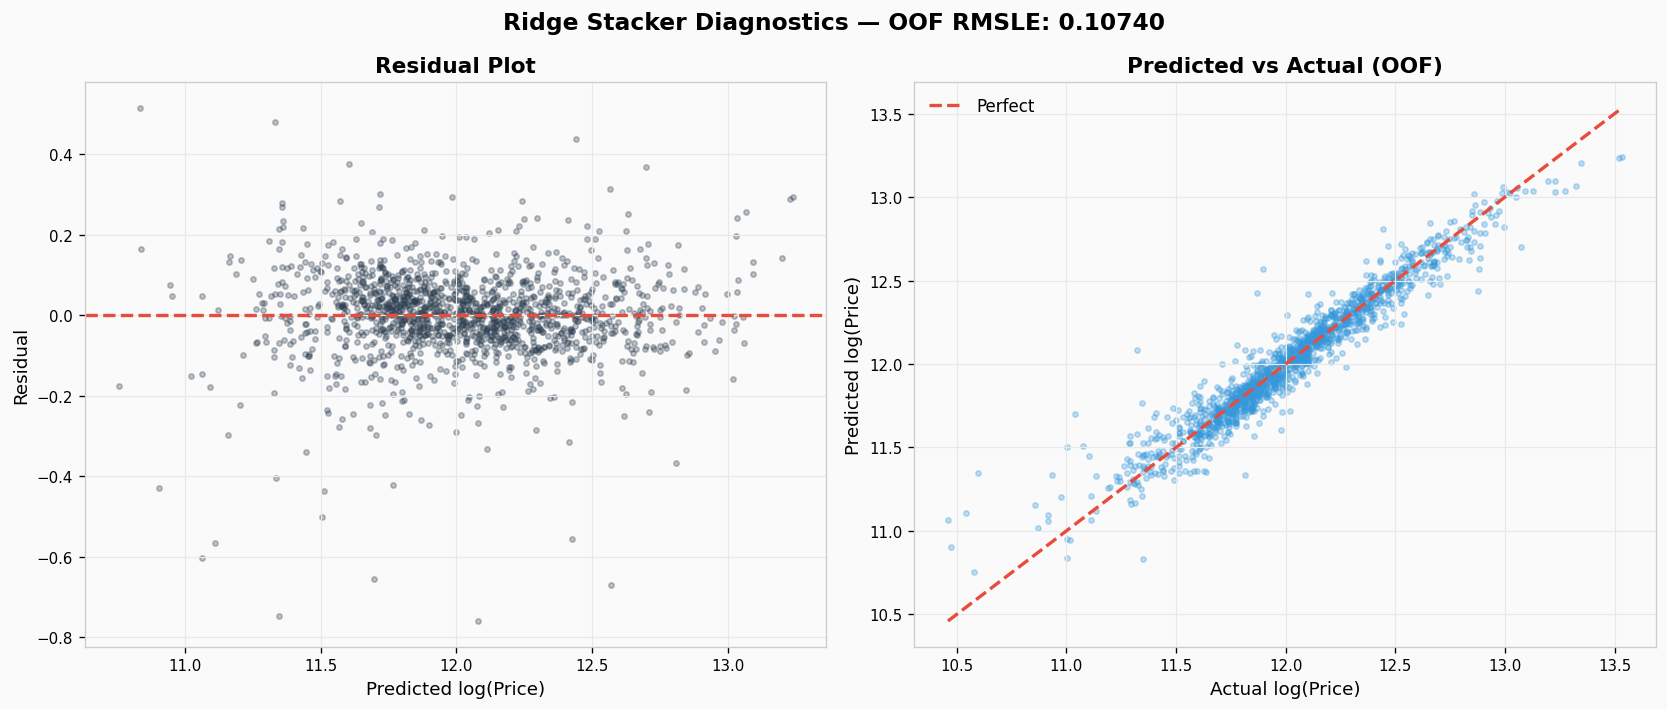 Ridge Stacker Diagnostics — OOF RMSLE: 0.10740
Residual Plot
Residual
0.4
0.2
0.0
−0.2
−0.4
−0.6
−0.8
11.0 11.5 12.0 12.5 13.0
Predicted log(Price)
Predicted vs Actual (OOF)
Perfect
Predicted log(Price)
13.5
13.0
12.5
12.0
11.5
11.0
10.5
10.5 11.0 11.5 12.0 12.5 13.0 13.5
Actual log(Price)